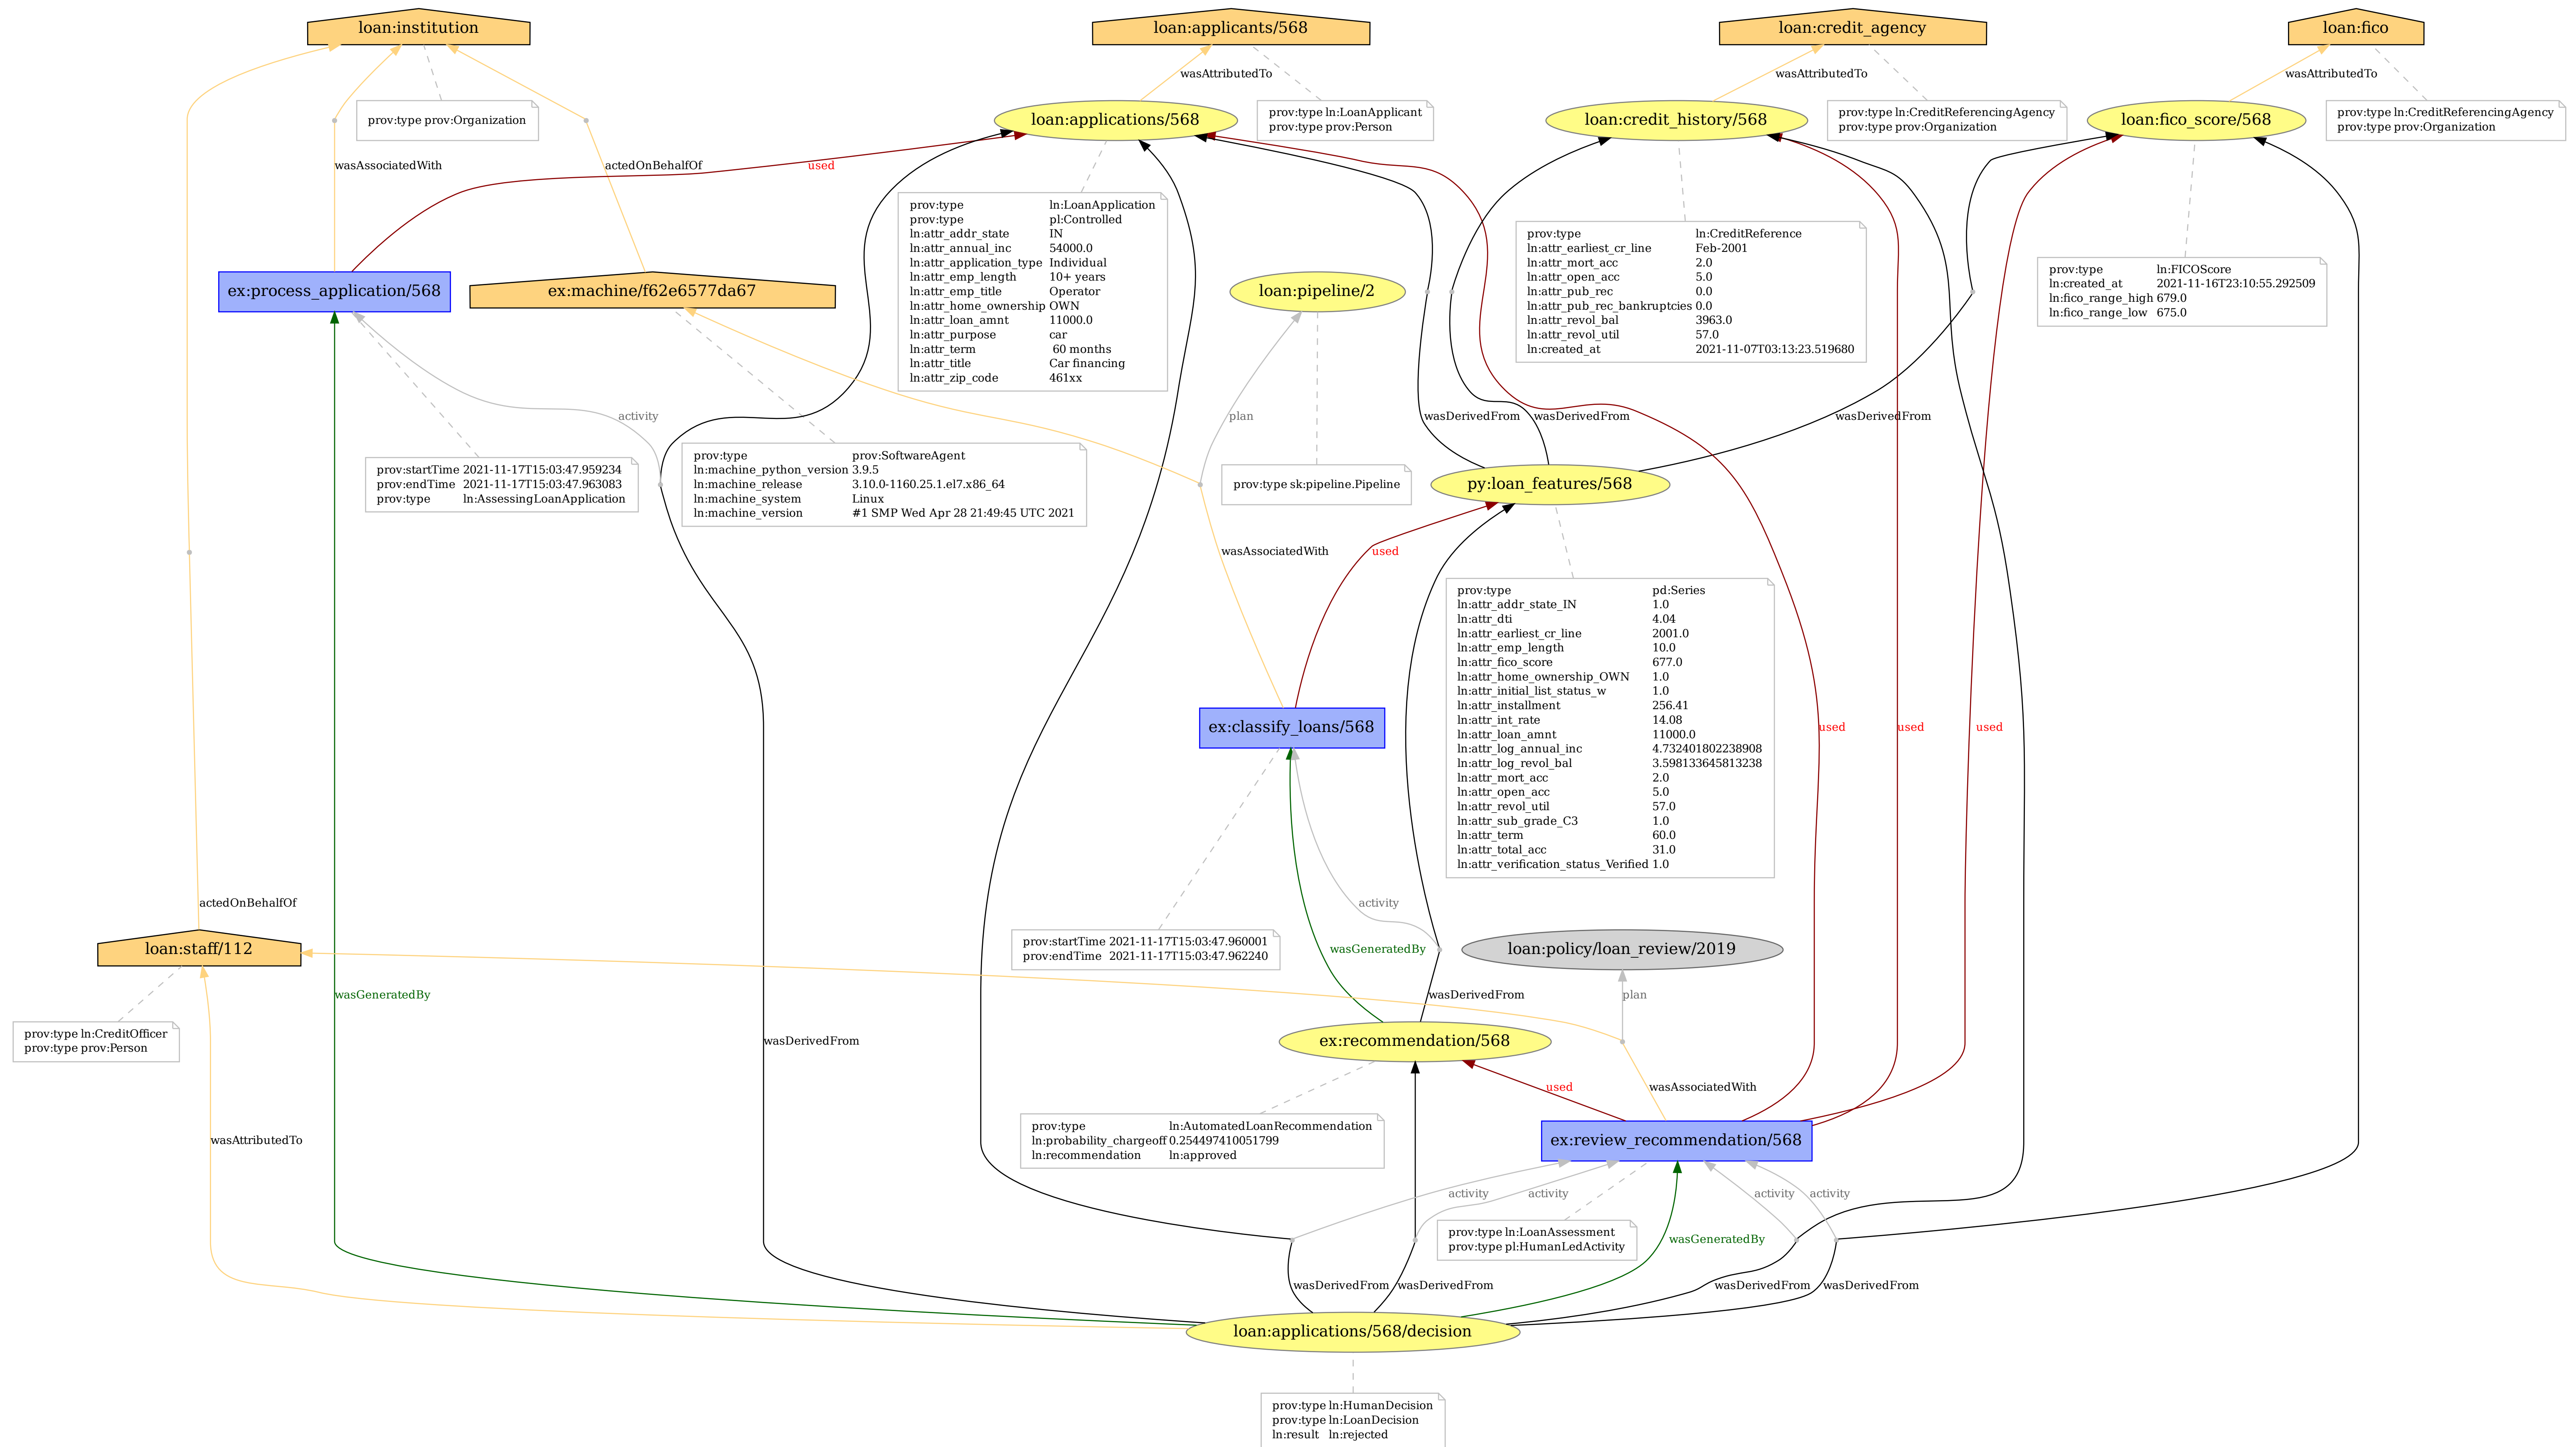 loan:institution
loan:applicants/568
loan:credit_agency
loan:fico
wasAttributedTo
wasAttributedTo
wasAttributedTo
prov:type prov:Organization
loan:applications/568
prov:type ln:LoanApplicant
prov:type prov:Person
loan:credit_history/568
prov:type ln:CreditReferencingAgency
prov:type prov:Organization
loan:fico_score/568
prov:type ln:CreditReferencingAgency
prov:type prov:Organization
wasAssociatedWith
actedOnBehalfOf
used
prov:type ln:LoanApplication
prov:type pl:Controlled
ln:attr_addr_state IN
ln:attr_annual_inc 54000.0
ln:attr_application_type Individual
ln:attr_emp_length 10+ years
ln:attr_emp_title Operator
ln:attr_home_ownership OWN
ln:attr_loan_amnt 11000.0
ln:attr_purpose car
ln:attr_term 60 months
ln:attr_title Car financing
ln:attr_zip_code 461xx
prov:type ln:CreditReference
ln:attr_earliest_cr_line Feb-2001
ln:attr_mort_acc 2.0
ln:attr_open_acc 5.0
ln:attr_pub_rec 0.0
ln:attr_pub_rec_bankruptcies 0.0
ln:attr_revol_bal 3963.0
ln:attr_revol_util 57.0
ln:created_at 2021-11-07T03:13:23.519680
prov:type ln:FICOScore
ln:created_at 2021-11-16T23:10:55.292509
ln:fico_range_high 679.0
ln:fico_range_low 675.0
ex:process_application/568
ex:machine/f62e6577da67
loan:pipeline/2
activity
plan
wasDerivedFrom
wasDerivedFrom
wasDerivedFrom
prov:startTime 2021-11-17T15:03:47.959234
prov:endTime 2021-11-17T15:03:47.963083
prov:type ln:AssessingLoanApplication
prov:type prov:SoftwareAgent
ln:machine_python_version 3.9.5
ln:machine_release 3.10.0-1160.25.1.el7.x86_64
ln:machine_system Linux
ln:machine_version #1 SMP Wed Apr 28 21:49:45 UTC 2021
prov:type sk:pipeline.Pipeline
py:loan_features/568
wasAssociatedWith
used
prov:type pd:Series
ln:attr_addr_state_IN 1.0
ln:attr_dti 4.04
ln:attr_earliest_cr_line 2001.0
ln:attr_emp_length 10.0
ln:attr_fico_score 677.0
ln:attr_home_ownership_OWN 1.0
ln:attr_initial_list_status_w 1.0
ln:attr_installment 256.41
ln:attr_int_rate 14.08
ln:attr_loan_amnt 11000.0
ln:attr_log_annual_inc 4.732401802238908
ln:attr_log_revol_bal 3.598133645813238
ln:attr_mort_acc 2.0
ln:attr_open_acc 5.0
ln:attr_revol_util 57.0
ln:attr_sub_grade_C3 1.0
ln:attr_term 60.0
ln:attr_total_acc 31.0
ln:attr_verification_status_Verified 1.0
ex:classify_loans/568
used
used
used
actedOnBehalfOf
activity
loan:staff/112
prov:startTime 2021-11-17T15:03:47.960001
prov:endTime 2021-11-17T15:03:47.962240
wasGeneratedBy
loan:policy/loan_review/2019
wasGeneratedBy
wasDerivedFrom
plan
prov:type ln:CreditOfficer
prov:type prov:Person
wasDerivedFrom
ex:recommendation/568
used
wasAssociatedWith
prov:type ln:AutomatedLoanRecommendation
ln:probability_chargeoff 0.254497410051799
ln:recommendation ln:approved
wasAttributedTo
ex:review_recommendation/568
activity
activity
activity
activity
prov:type ln:LoanAssessment
prov:type pl:HumanLedActivity
wasGeneratedBy
wasDerivedFrom
wasDerivedFrom
wasDerivedFrom
wasDerivedFrom
loan:applications/568/decision
prov:type ln:HumanDecision
prov:type ln:LoanDecision
ln:result ln:rejected